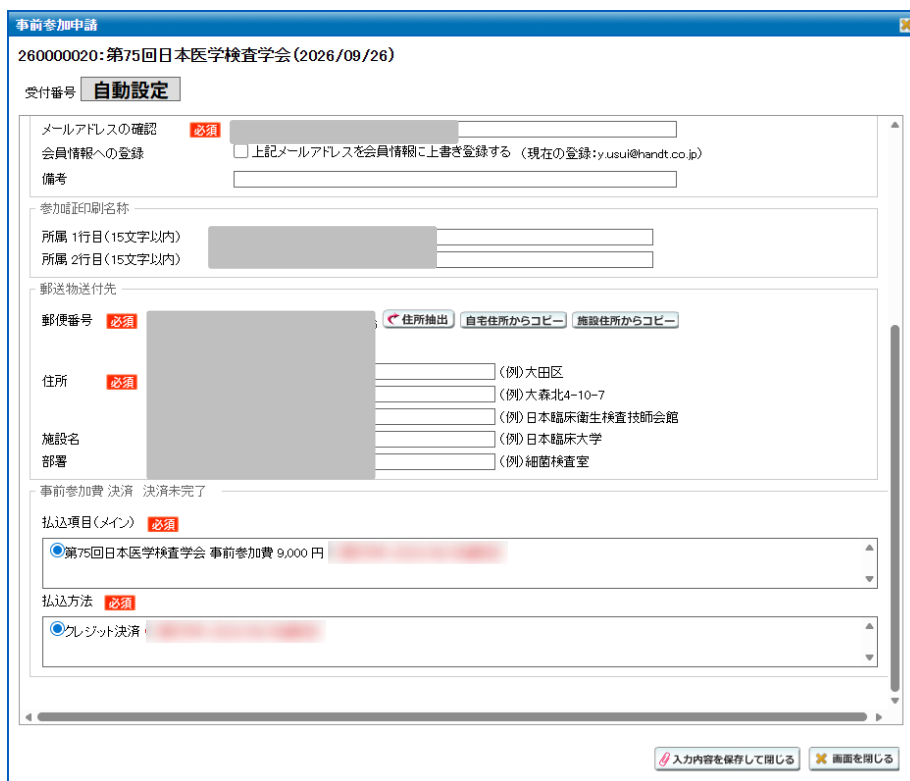 事前参加申請
260000020:第75回日本医学検査学会(2026/09/26)
受付番号 自動設定
メールアドレスの確認 必須
会員情報への登録 上記メールアドレスを会員情報に上書き登録する (現在の登録:y.usui@handt.co.jp)
備考
参加証印刷名称
所属 1行目(15文字以内)
所属 2行目(15文字以内)
郵送物送付先
郵便番号 必須 住所抽出 自宅住所からコピー 施設住所からコピー
住所 必須 (例)大田区
(例)大森北4-10-7
(例)日本臨床衛生検査技師会館
施設名 (例)日本臨床大学
部署 (例)細菌検査室
事前参加費 決済 決済未完了
払込項目(メイン) 必須
第75回日本医学検査学会 事前参加費 9,000 円
払込方法 必須
クレジット決済
入力内容を保存して閉じる 画面を閉じる